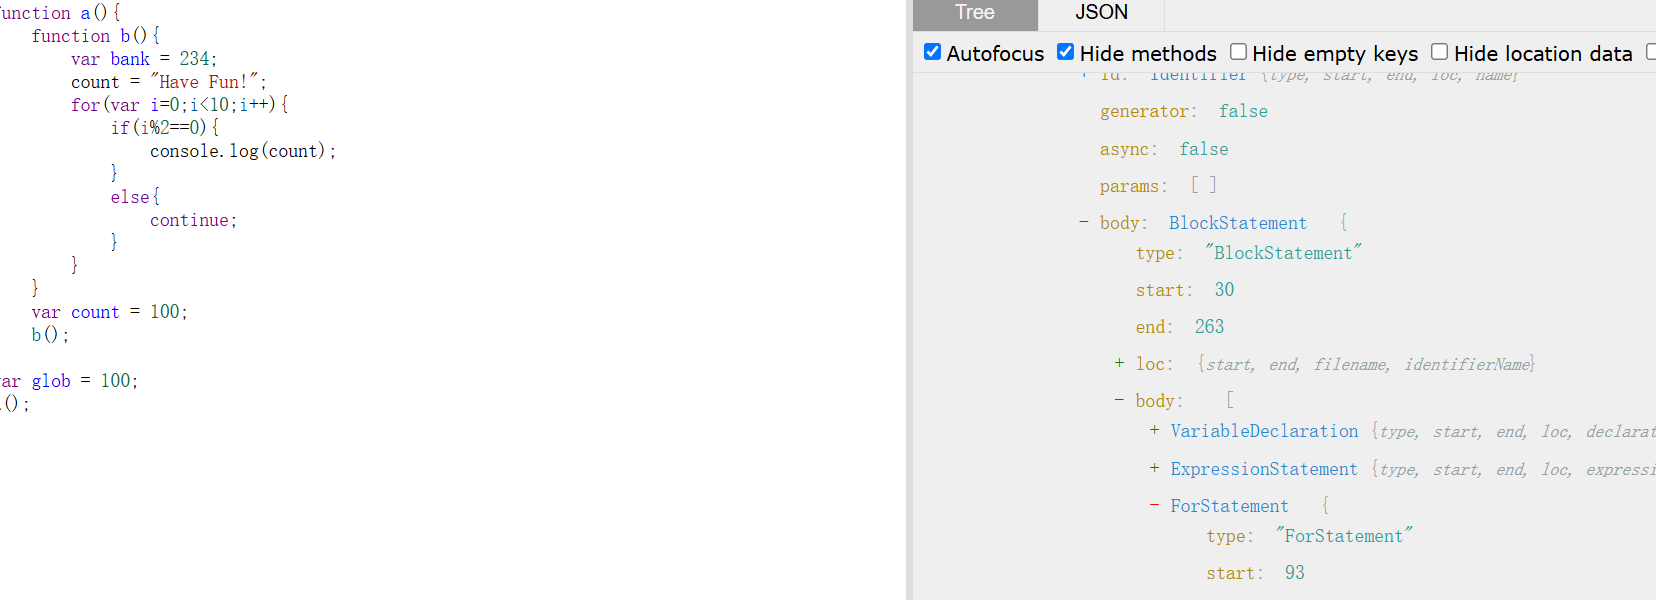 function a(){
function b(){
var bank = 234;
count = "Have Fun!";
for(var i=0;i<10;i++){
if(i%2==0){
console.log(count);
}
else{
continue;
}
}
}
var count = 100;
b();
var glob = 100;
();
Tree JSON
Autofocus Hide methods Hide empty keys Hide location data
+ id: Identifier {type, start, end, loc, name}
generator: false
async: false
params: [ ]
- body: BlockStatement {
type: "BlockStatement"
start: 30
end: 263
+ loc: {start, end, filename, identifierName}
- body: [
+ VariableDeclaration {type, start, end, loc, declarat
+ ExpressionStatement {type, start, end, loc, expressi
- ForStatement {
type: "ForStatement"
start: 93